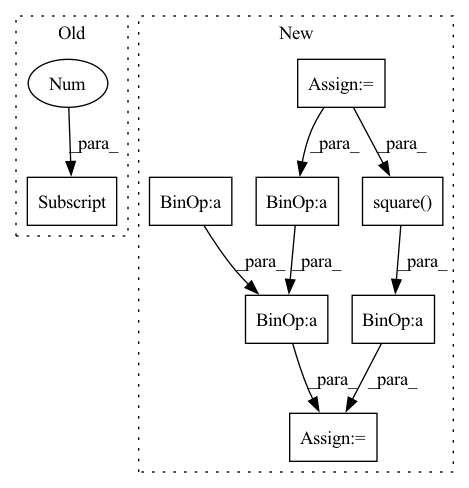 Old
New
Num
Assign:=
_para_
_para_
_para_
Subscript
BinOp:a
BinOp:a
square()
_para_
_para_
_para_
BinOp:a
BinOp:a
_para_
_para_
Assign:=